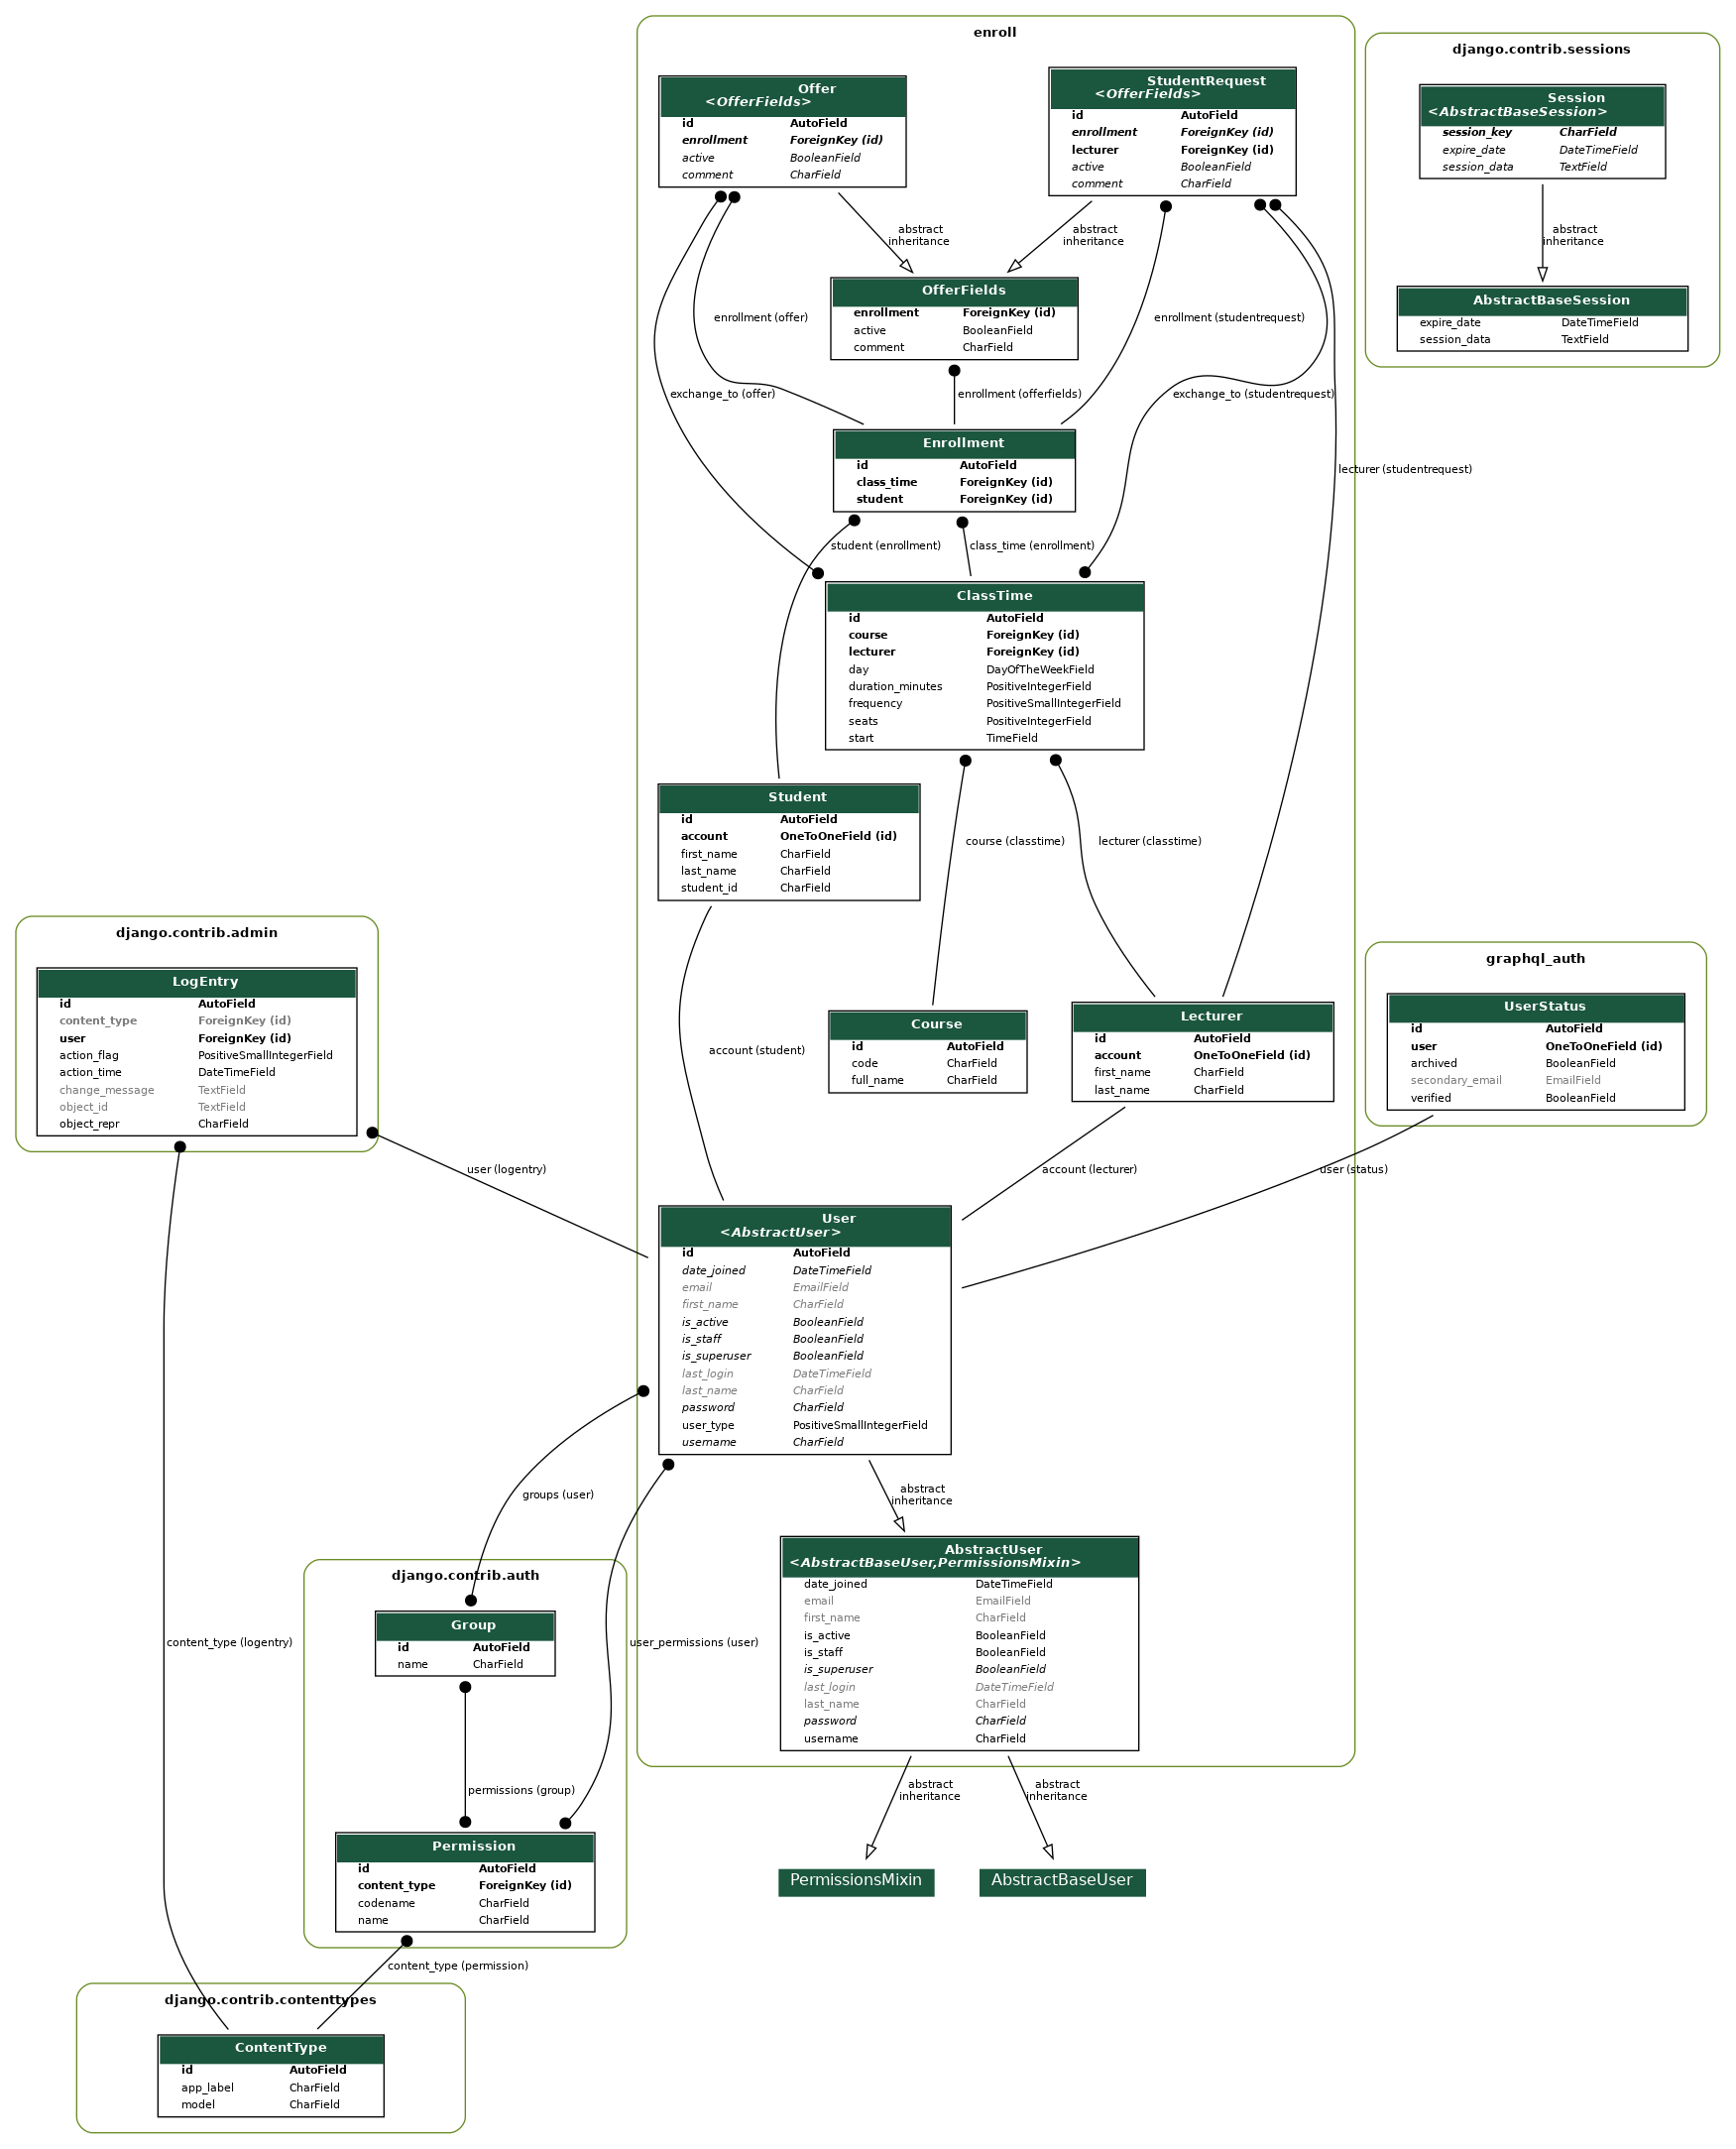 enroll
Offer
<OfferFields>
id AutoField
enrollment ForeignKey (id)
active BooleanField
comment CharField
StudentRequest
<OfferFields>
id AutoField
enrollment ForeignKey (id)
lecturer ForeignKey (id)
active BooleanField
comment CharField
django.contrib.sessions
Session
<AbstractBaseSession>
session_key CharField
expire_date DateTimeField
session_data TextField
abstract
inheritance
abstract
inheritance
abstract
inheritance
OfferFields
enrollment ForeignKey (id)
active BooleanField
comment CharField
AbstractBaseSession
expire_date DateTimeField
session_data TextField
enrollment (offer)
enrollment (studentrequest)
exchange_to (offer)
enrollment (offerfields)
exchange_to (studentrequest)
Enrollment
id AutoField
class_time ForeignKey (id)
student ForeignKey (id)
lecturer (studentrequest)
student (enrollment)
class_time (enrollment)
ClassTime
id AutoField
course ForeignKey (id)
lecturer ForeignKey (id)
day DayOfTheWeekField
duration_minutes PositiveIntegerField
frequency PositiveSmallIntegerField
seats PositiveIntegerField
start TimeField
Student
id AutoField
account OneToOneField (id)
first_name CharField
last_name CharField
student_id CharField
course (classtime)
lecturer (classtime)
django.contrib.admin
LogEntry
id AutoField
content_type ForeignKey (id)
user ForeignKey (id)
action_flag PositiveSmallIntegerField
action_time DateTimeField
change_message TextField
object_id TextField
object_repr CharField
account (student)
Course
id AutoField
code CharField
full_name CharField
Lecturer
id AutoField
account OneToOneField (id)
first_name CharField
last_name CharField
graphql_auth
UserStatus
id AutoField
user OneToOneField (id)
archived BooleanField
secondary_email EmailField
verified BooleanField
user (logentry)
account (lecturer)
user (status)
User
<AbstractUser>
id AutoField
date_joined DateTimeField
email EmailField
first_name CharField
is_active BooleanField
is_staff BooleanField
is_superuser BooleanField
last_login DateTimeField
last_name CharField
password CharField
user_type PositiveSmallIntegerField
username CharField
groups (user)
abstract
inheritance
AbstractUser
<AbstractBaseUser,PermissionsMixin>
date_joined DateTimeField
email EmailField
first_name CharField
is_active BooleanField
is_staff BooleanField
is_superuser BooleanField
last_login DateTimeField
last_name CharField
password CharField
username CharField
django.contrib.auth
Group
id AutoField
name CharField
content_type (logentry)
user_permissions (user)
permissions (group)
abstract
inheritance
abstract
inheritance
Permission
id AutoField
content_type ForeignKey (id)
codename CharField
name CharField
PermissionsMixin
AbstractBaseUser
content_type (permission)
django.contrib.contenttypes
ContentType
id AutoField
app_label CharField
model CharField